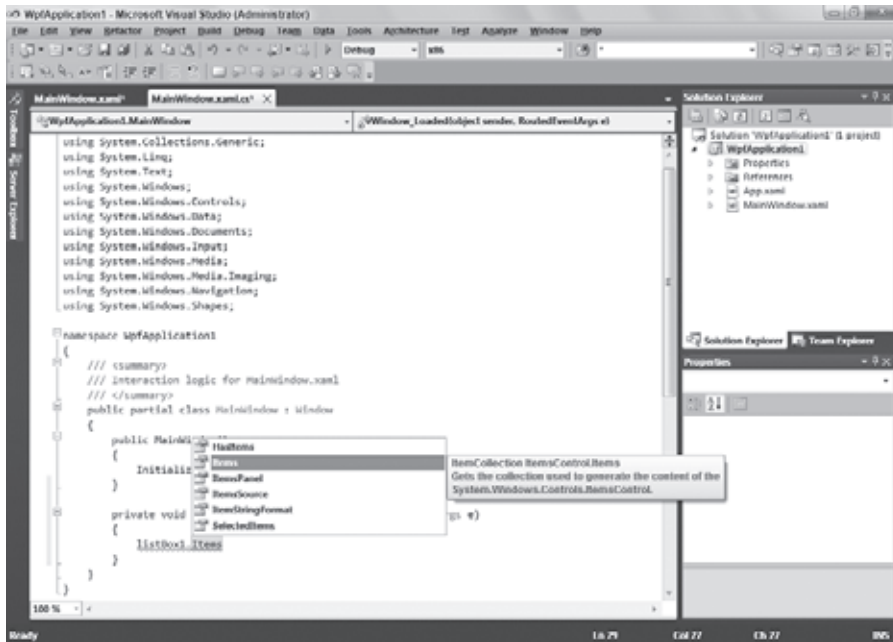 WpfApplication1 - Microsoft Visual Studio (Administrator)
File Edit View Refactor Project Build Debug Team Data Tools Architecture Test Analyze Window Help
Debug x86
MainWindow.xaml* MainWindow.xaml.cs*
WpfApplication1.MainWindow Window_Loaded(object sender, RoutedEventArgs e)
Toolbox
Server Explorer
using System.Collections.Generic;
using System.Linq;
using System.Text;
using System.Windows;
using System.Windows.Controls;
using System.Windows.Data;
using System.Windows.Documents;
using System.Windows.Input;
using System.Windows.Media;
using System.Windows.Media.Imaging;
using System.Windows.Navigation;
using System.Windows.Shapes;
namespace WpfApplication1
{
/// <summary>
/// Interaction logic for MainWindow.xaml
/// </summary>
public partial class MainWindow : Window
{
public MainWi
{
Initializ
}
private void gs e)
{
listBox1.Items
}
}
}
HasItems
Items
ItemsPanel
ItemsSource
ItemStringFormat
SelectedItems
ItemCollection ItemsControl.Items
Gets the collection used to generate the content of the
System.Windows.Controls.ItemsControl.
100 %
Solution Explorer
Solution 'WpfApplication1' (1 project)
WpfApplication1
Properties
References
App.xaml
MainWindow.xaml
Solution Explorer Team Explorer
Properties
Ready Ln 29 Col 27 Ch 27 INS